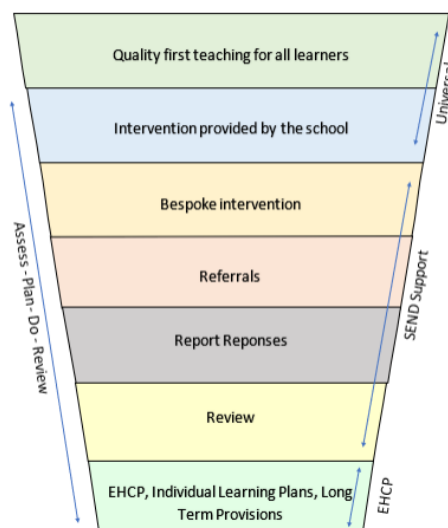 Quality first teaching for all learners
Universal
Intervention provided by the school
Bespoke intervention
Assess - Plan - Do - Review
Referrals
SEND Support
Report Reponses
Review
EHCP, Individual Learning Plans, Long
Term Provisions
EHCP